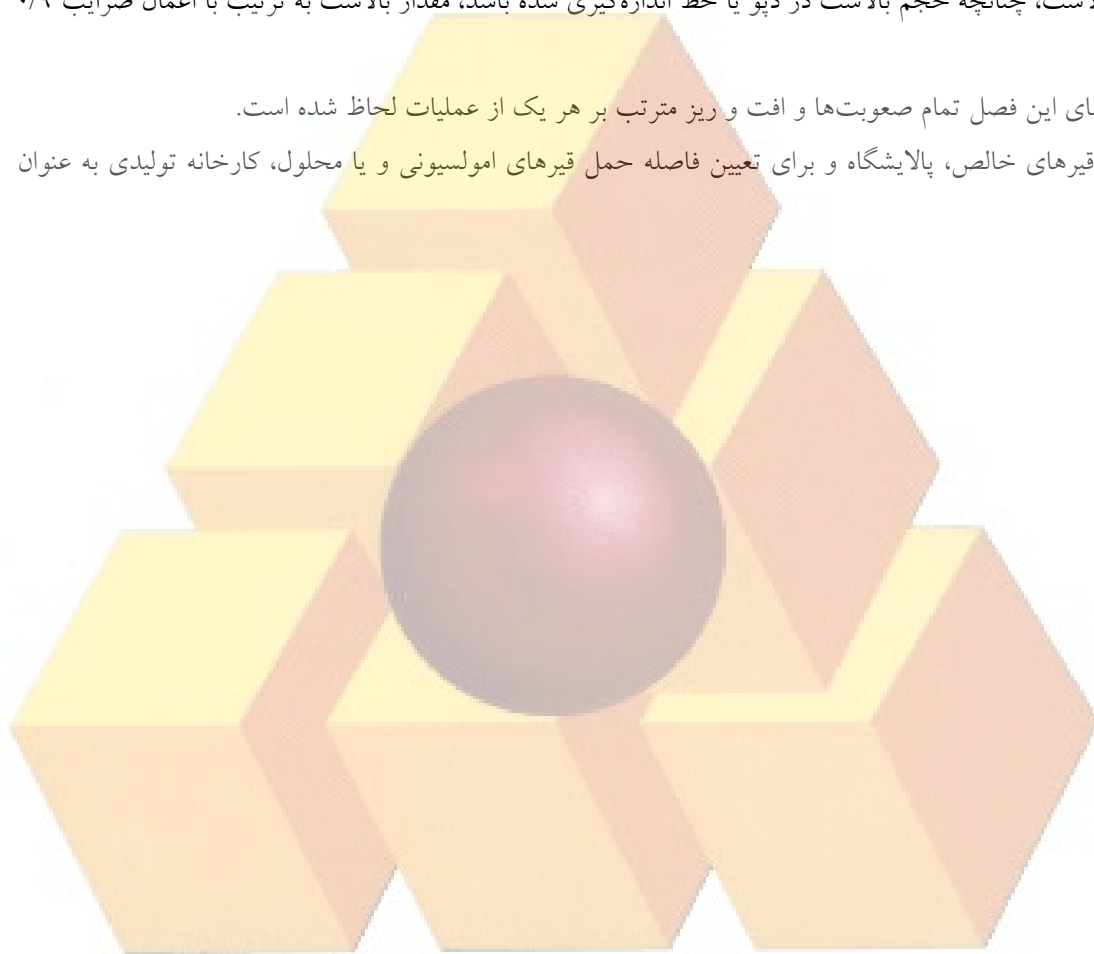 چنانچه حجم بالاست در دپو یا خط اندازه‌گیری شده باشد، مقدار بالاست به ترتیب با اعمال ضرایب ۰/۹
این فصل تمام صعوبت‌ها و افت و ریز مترتب بر هر یک از عملیات لحاظ شده است.
قیرهای خالص، پالایشگاه و برای تعیین فاصله حمل قیرهای امولسیونی و یا محلول، کارخانه تولیدی به عنوان